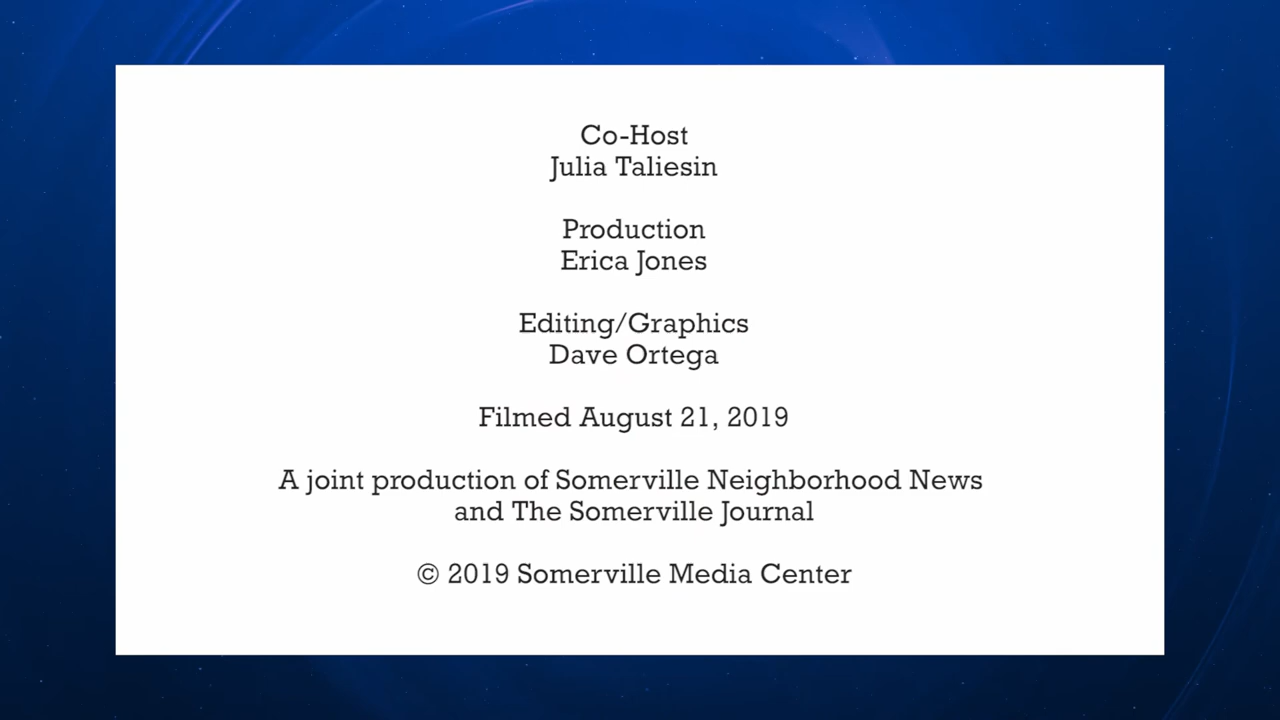 Co-Host
Julia Taliesin
Production
Erica Jones
Editing/Graphics
Dave Ortega
Filmed August 21, 2019
A joint production of Somerville Neighborhood News
and The Somerville Journal
© 2019 Somerville Media Center